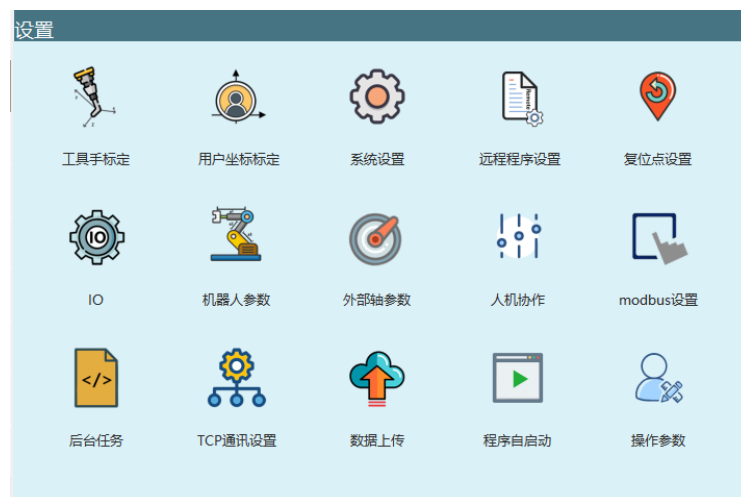 设置
Remote
工具手标定
用户坐标标定
系统设置
远程程序设置
复位点设置
IO
IO
机器人参数
外部轴参数
人机协作
modbus设置
</>
后台任务
TCP通讯设置
数据上传
程序自启动
操作参数